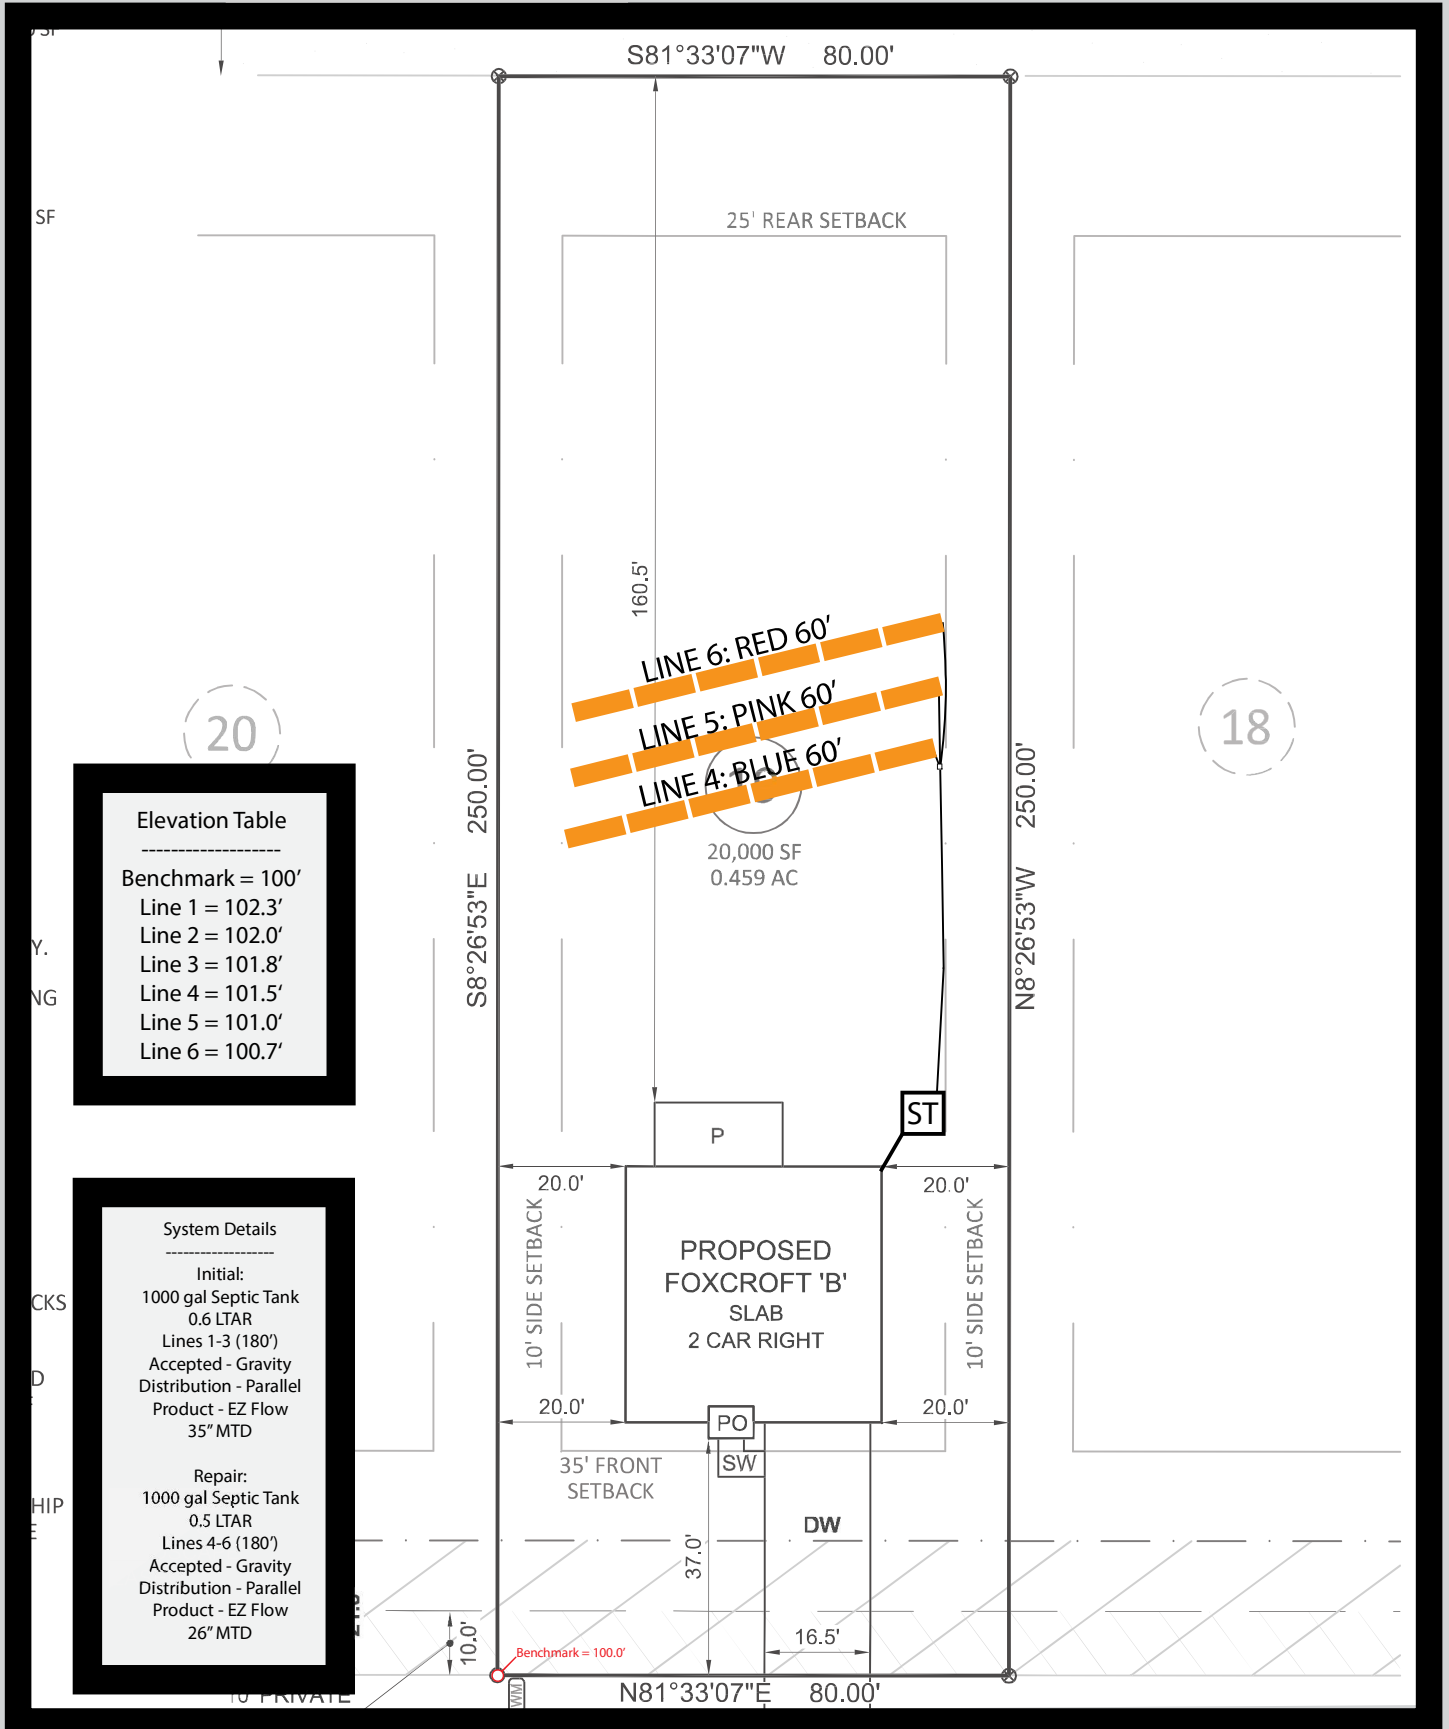 S81°33'07"W 80.00'
SF
25' REAR SETBACK
160.5'
LINE 6: RED 60'
LINE 5: PINK 60'
LINE 4: BLUE 60'
20
18
20,000 SF
0.459 AC
S8°26'53"E 250.00'
N8°26'53"W 250.00'
Elevation Table
-------------------
Benchmark = 100'
Line 1 = 102.3'
Line 2 = 102.0'
Line 3 = 101.8'
Line 4 = 101.5'
Line 5 = 101.0'
Line 6 = 100.7'
Y.
NG
ST
P
20.0'
20.0'
10' SIDE SETBACK
10' SIDE SETBACK
PROPOSED
FOXCROFT 'B'
SLAB
2 CAR RIGHT
20.0'
20.0'
PO
SW
35' FRONT
SETBACK
DW
37.0'
16.5'
10.0'
CKS
D
HIP
System Details
-------------------
Initial:
1000 gal Septic Tank
0.6 LTAR
Lines 1-3 (180')
Accepted - Gravity
Distribution - Parallel
Product - EZ Flow
35" MTD
Repair:
1000 gal Septic Tank
0.5 LTAR
Lines 4-6 (180')
Accepted - Gravity
Distribution - Parallel
Product - EZ Flow
26" MTD
Benchmark = 100.0'
WM
N81°33'07"E 80.00'
PRIVATE